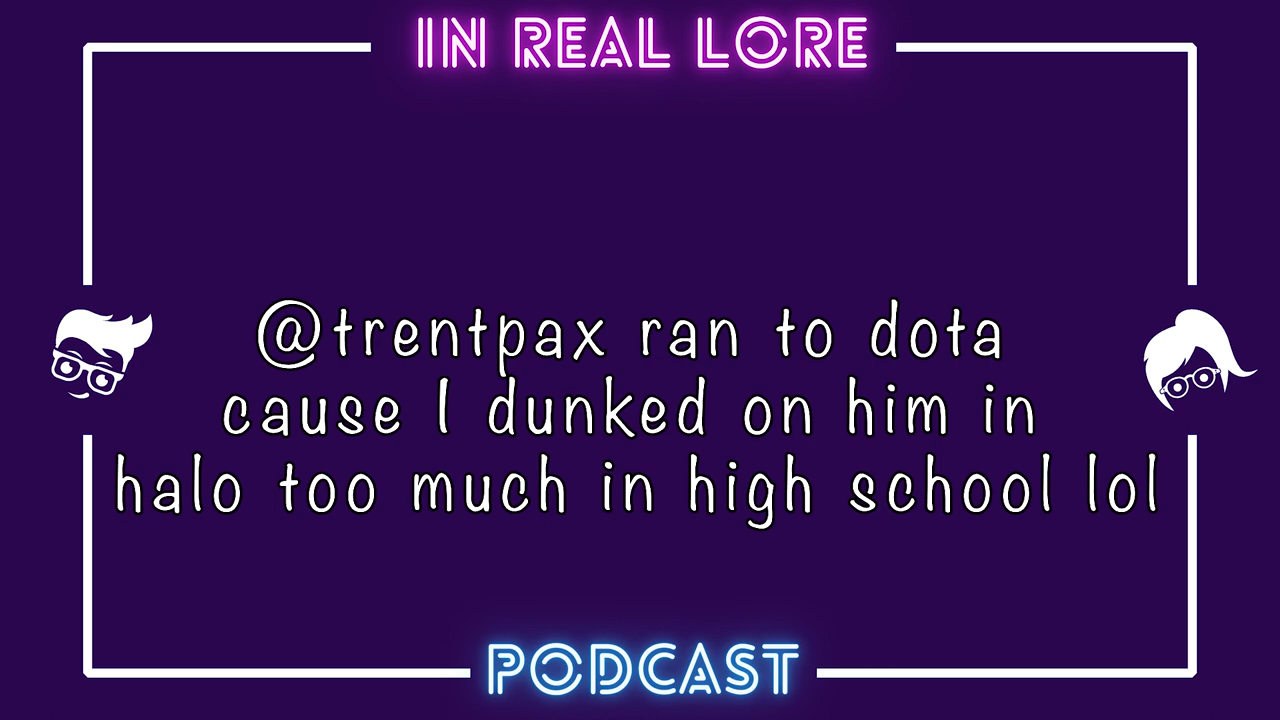 IN REAL LORE
@trentpax ran to dota
cause I dunked on him in
halo too much in high school lol
PODCAST